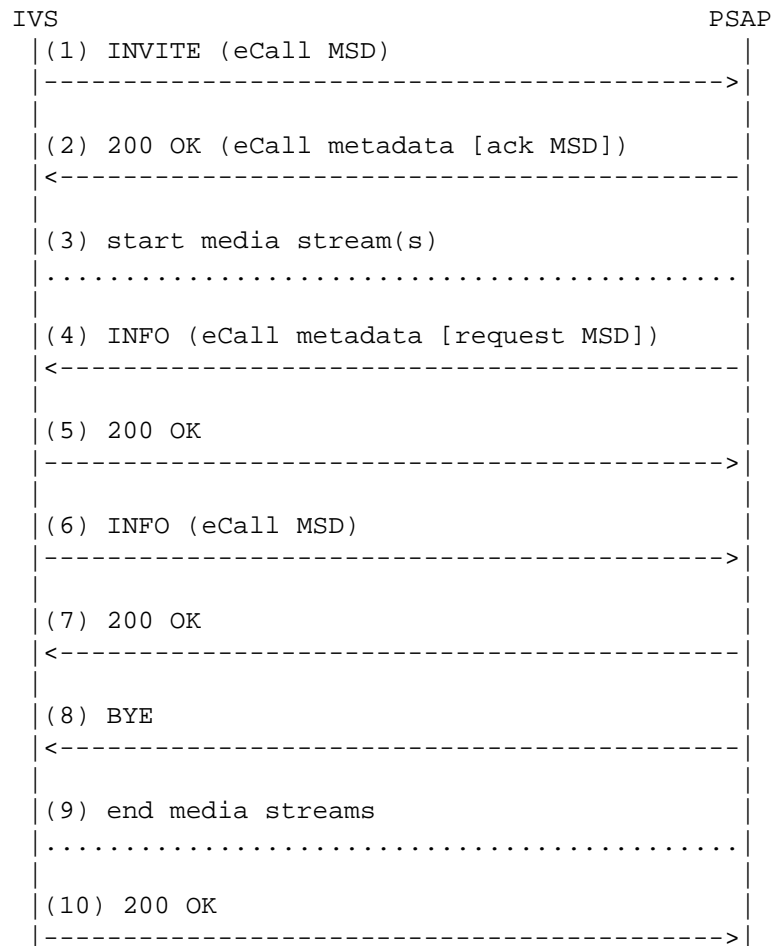 IVS PSAP
(1) INVITE (eCall MSD)
(2) 200 OK (eCall metadata [ack MSD])
(3) start media stream(s)
(4) INFO (eCall metadata [request MSD])
(5) 200 OK
(6) INFO (eCall MSD)
(7) 200 OK
(8) BYE
(9) end media streams
(10) 200 OK